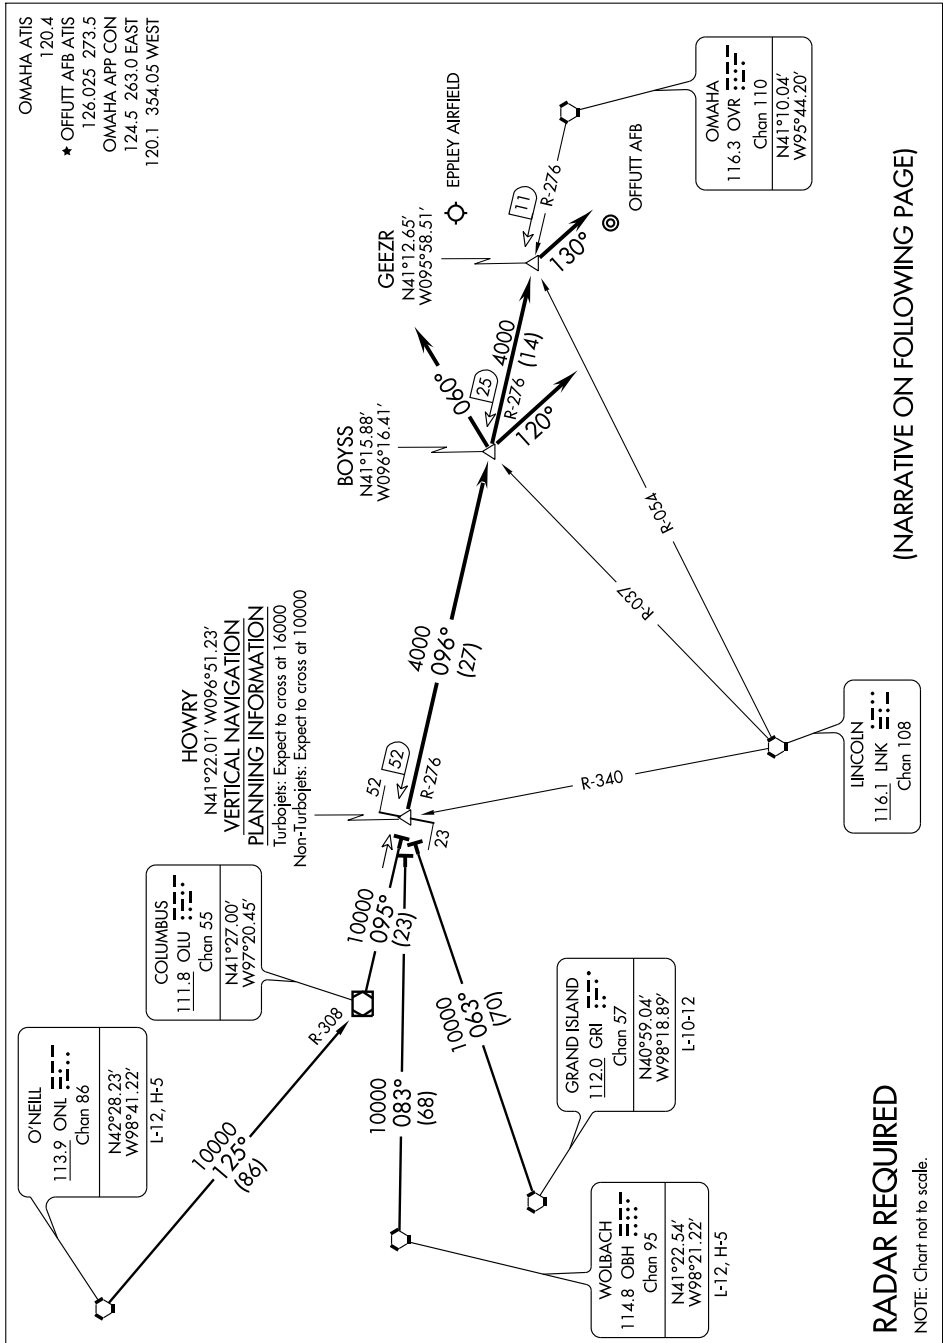 OMAHA ATIS
120.4
★ OFFUTT AFB ATIS
126.025 273.5
OMAHA APP CON
124.5 263.0 EAST
120.1 354.05 WEST
O'NEILL
113.9 ONL
Chan 86
N42°28.23′
W98°41.22′
L-12, H-5
10000
125°
(86)
R-308
COLUMBUS
111.8 OLU
Chan 55
N41°27.00′
W97°20.45′
10000
095°
(23)
WOLBACH
114.8 OBH
Chan 95
N41°22.54′
W98°21.22′
L-12, H-5
10000
083°
(68)
GRAND ISLAND
112.0 GRI
Chan 57
N40°59.04′
W98°18.89′
L-10-12
10000
063°
(70)
HOWRY
N41°22.01′ W096°51.23′
VERTICAL NAVIGATION
PLANNING INFORMATION
Turbojets: Expect to cross at 16000
Non-Turbojets: Expect to cross at 10000
52
52
23
R-276
4000
096°
(27)
R-340
LINCOLN
116.1 LNK
Chan 108
R-037
R-054
BOYSS
N41°15.88′
W096°16.41′
060°
25
R-276
120°
4000
(14)
GEEZR
N41°12.65′
W095°58.51′
11
R-276
130°
EPPLEY AIRFIELD
OFFUTT AFB
OMAHA
116.3 OVR
Chan 110
N41°10.04′
W95°44.20′
RADAR REQUIRED
NOTE: Chart not to scale.
(NARRATIVE ON FOLLOWING PAGE)